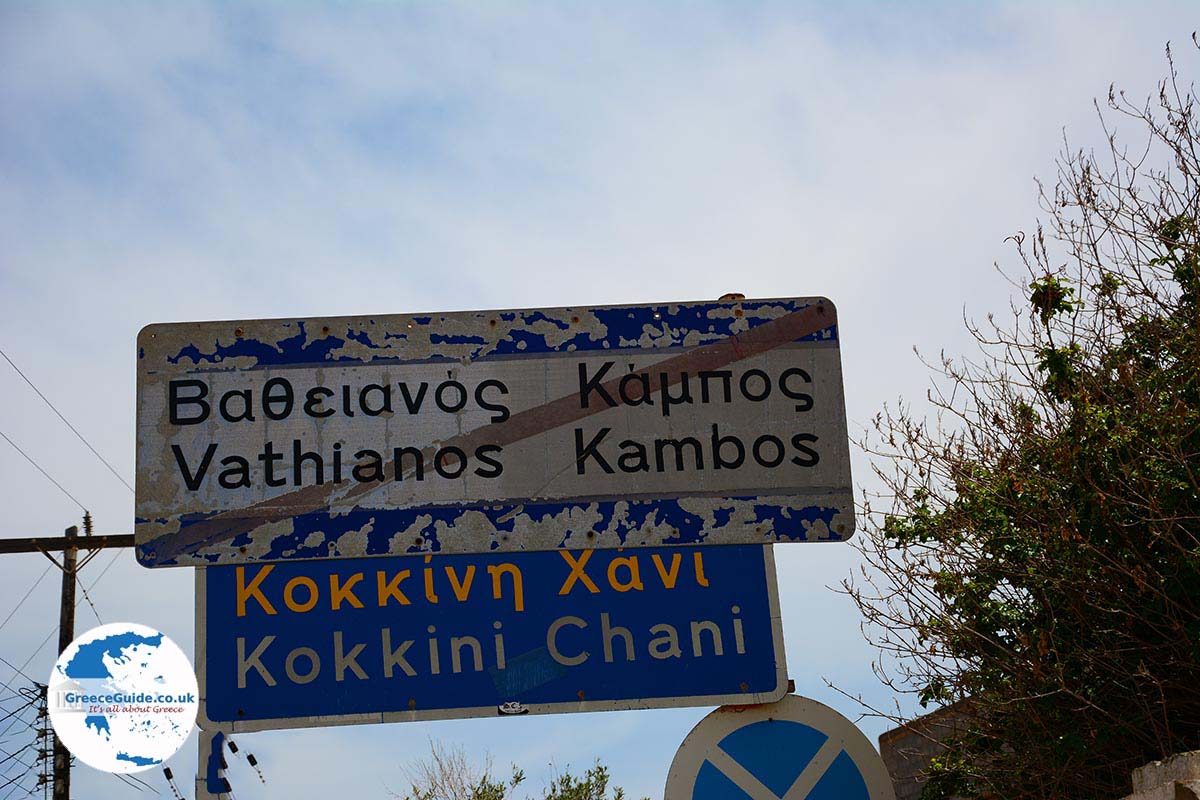 Βαθειανός Κάμπος
Vathianos Kambos
Κοκκίνη Χάνι
Kokkini Chani
GreeceGuide.co.uk
It's all about Greece